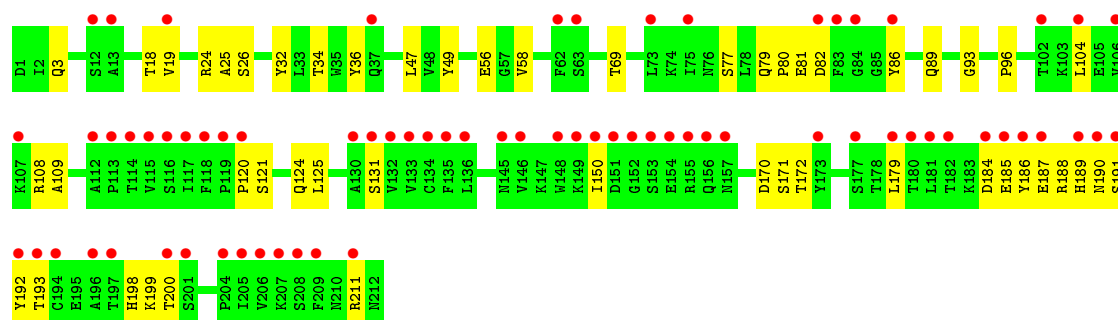 D1 I2 Q3 S12 A13 T18 V19 R24 A25 S26 Y32 L33 T34 W35 Y36 Q37 L47 V48 Y49 E56 G57 V58 F62 S63 T69 L73 K74 I75 N76 S77 L78 Q79 P80 E81 D82 F83 G84 G85 Y86 Q89 G93 P96 T102 K103 L104 E105 V106
K107 R108 A109 A112 P113 T114 V115 S116 I117 F118 P119 P120 S121 Q124 L125 A130 S131 V132 V133 C134 F135 L136 N145 V146 K147 W148 K149 I150 D151 G152 S153 E154 R155 Q156 N157 D170 S171 T172 Y173 S177 T178 L179 T180 L181 T182 K183 D184 E185 Y186 E187 R188 H189 N190 S191
Y192 T193 C194 E195 A196 T197 H198 K199 T200 S201 P204 I205 V206 K207 S208 F209 N210 R211 N212